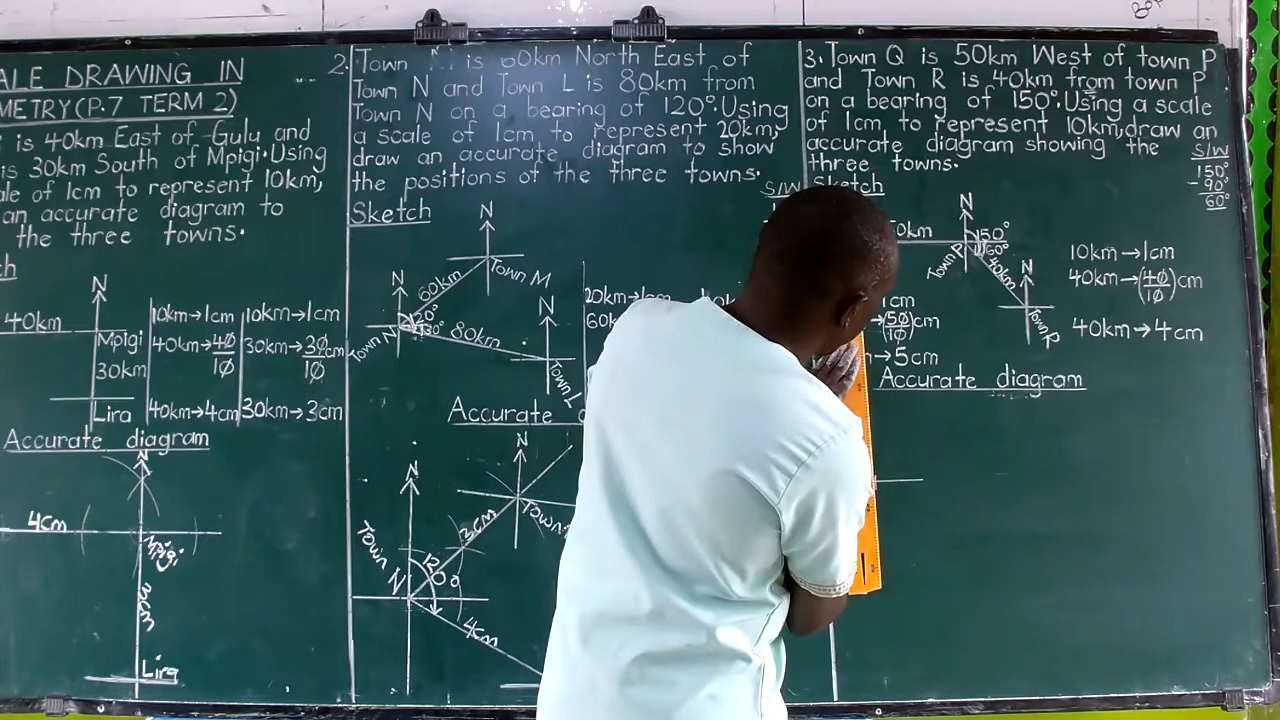 ALE DRAWING IN
METRY(P.7 TERM 2)
is 40km East of Gulu and
is 30km South of Mpigi. Using
ale of 1cm to represent 10km,
an accurate diagram to
the three towns.
ch
N
40km
Mpigi
30km
Lira
10km→1cm
40km→40/10
40km→4cm
10km→1cm
30km→30/10cm
30km→3cm
Accurate diagram
N
4cm
Mpigi
3cm
Lira
2. Town M is 60km North East of
Town N and Town L is 80km from
Town N on a bearing of 120°. Using
a scale of 1cm to represent 20km,
draw an accurate diagram to show
the positions of the three towns.
S/W
Sketch
N
60km
Town M
N
120°
30°
80km
Town N
N
Town L
20km→1cm
60k
Accurate
N
N
3cm
Town
Town N
120°
4cm
3. Town Q is 50km West of town P
and Town R is 40km from town P
on a bearing of 150°. Using a scale
of 1cm to represent 10km, draw an
accurate diagram showing the
three towns.
S/W
150°
- 90°
60°
Sketch
0km
N
150°
60°
Town P
40km
N
Town R
1cm
→(50/10)cm
→5cm
10km→1cm
40km→(40/10)cm
40km→4cm
Accurate diagram